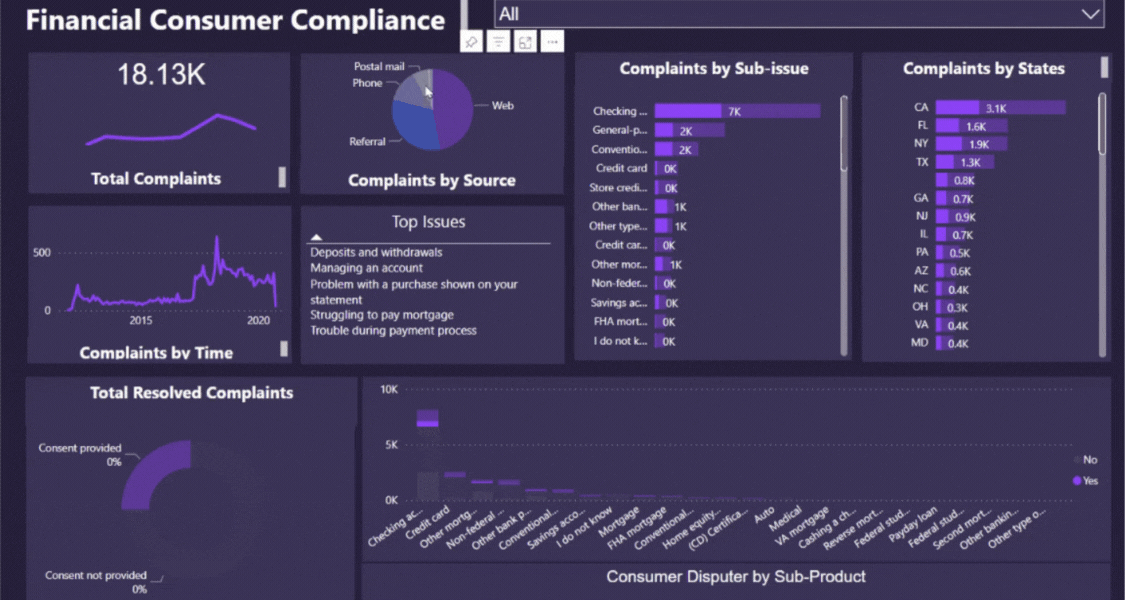 Financial Consumer Compliance
All
18.13K
Total Complaints
Postal mail
Phone
Web
Referral
Complaints by Source
Complaints by Sub-issue
Checking ... 7K
General-p... 2K
Conventio... 2K
Credit card 0K
Store credi... 0K
Other ban... 1K
Other type... 1K
Credit car... 0K
Other mor... 1K
Non-feder... 0K
Savings ac... 0K
FHA mort... 0K
I do not k... 0K
Complaints by States
CA 3.1K
FL 1.6K
NY 1.9K
TX 1.3K
0.8K
GA 0.7K
NJ 0.9K
IL 0.7K
PA 0.5K
AZ 0.6K
NC 0.4K
OH 0.3K
VA 0.4K
MD 0.4K
500
0
2015 2020
Complaints by Time
Top Issues
Deposits and withdrawals
Managing an account
Problem with a purchase shown on your
statement
Struggling to pay mortgage
Trouble during payment process
Total Resolved Complaints
Consent provided
0%
Consent not provided
0%
10K
5K
0K
No
Yes
Checking ac...
Credit card
Other mortg...
Non-federal ...
Other bank p...
Conventional...
Savings acco...
I do not know
Mortgage
FHA mortgage
Conventional...
Home equity...
(CD) (Certifica...
Auto
Medical
VA mortgage
Cashing a ch...
Reverse mort...
Federal stud...
Payday loan
Federal stud...
Second mort...
Other bankin...
Other type o...
Consumer Disputer by Sub-Product